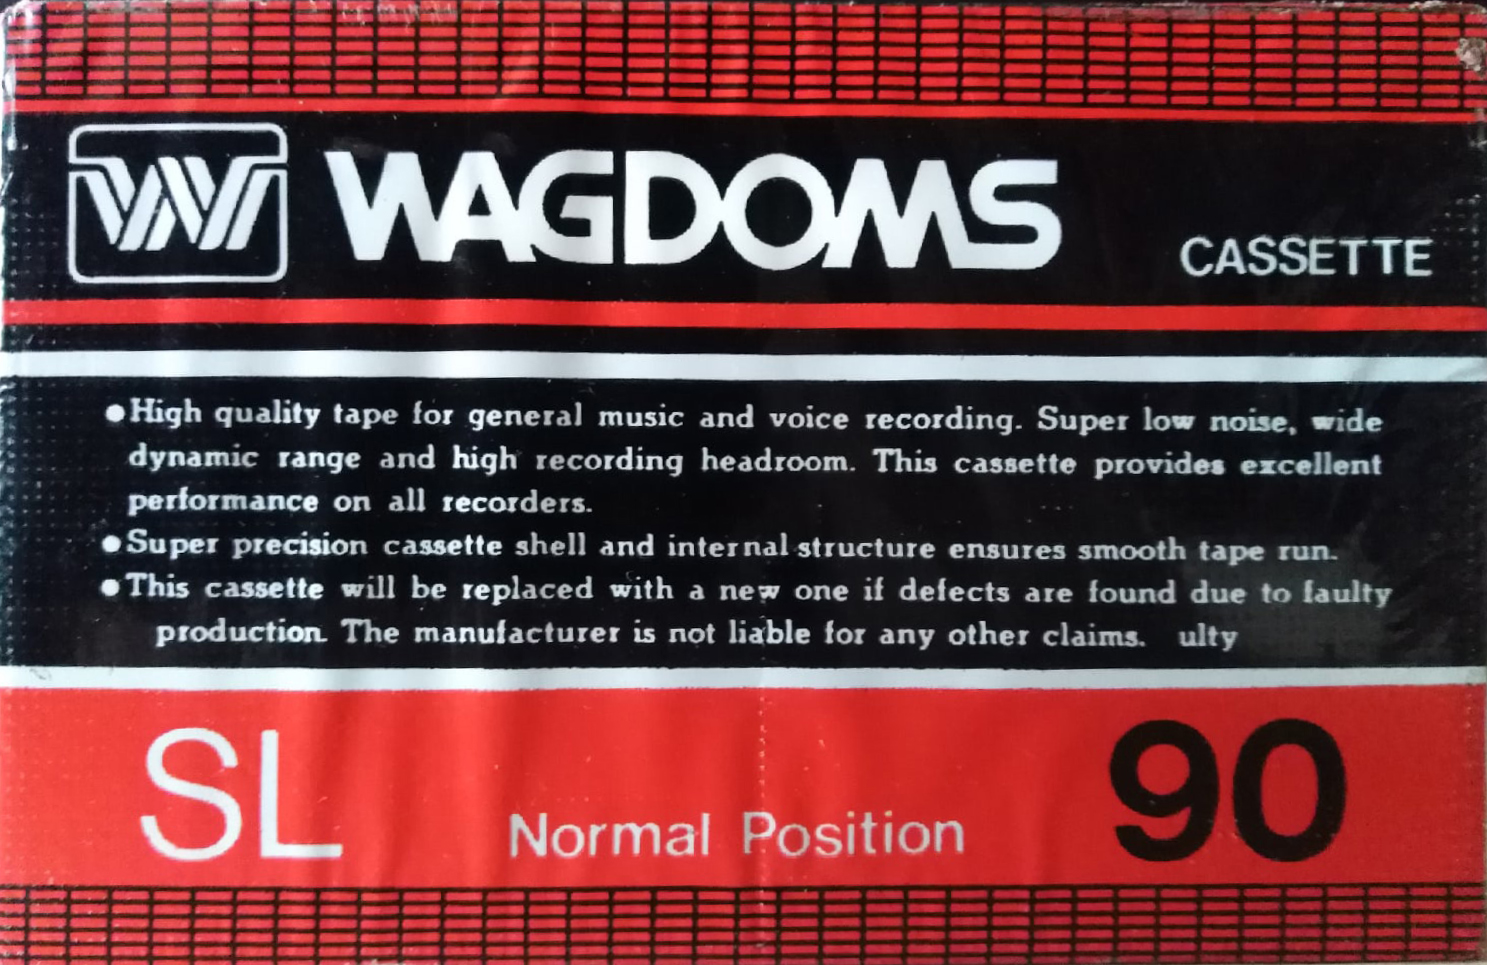 W WAGDOMS CASSETTE
●High quality tape for general music and voice recording. Super low noise, wide
dynamic range and high recording headroom. This cassette provides excellent
performance on all recorders.
●Super precision cassette shell and internal structure ensures smooth tape run.
●This cassette will be replaced with a new one if defects are found due to faulty
production. The manufacturer is not liable for any other claims. ulty
SL Normal Position 90